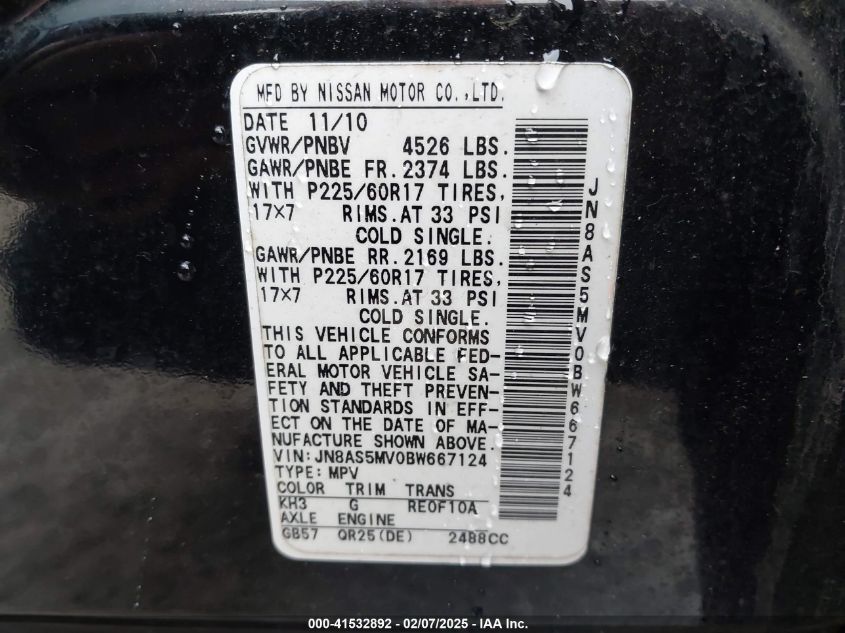 MFD BY NISSAN MOTOR CO.,LTD.
DATE 11/10
GVWR/PNBV 4526 LBS.
GAWR/PNBE FR. 2374 LBS.
WITH P225/60R17 TIRES,
17×7 RIMS. AT 33 PSI
COLD SINGLE.
GAWR/PNBE RR. 2169 LBS.
WITH P225/60R17 TIRES,
17×7 RIMS. AT 33 PSI
COLD SINGLE.
THIS VEHICLE CONFORMS
TO ALL APPLICABLE FED-
ERAL MOTOR VEHICLE SA-
FETY AND THEFT PREVEN-
TION STANDARDS IN EFF-
ECT ON THE DATE OF MA-
NUFACTURE SHOWN ABOVE.
VIN: JN8AS5MV0BW667124
TYPE: MPV
COLOR TRIM TRANS
KH3 G RE0F10A
AXLE ENGINE
GB57 QR25(DE) 2488CC
JN8AS5MV0BW667124
000-41532892 - 02/07/2025 - IAA Inc.